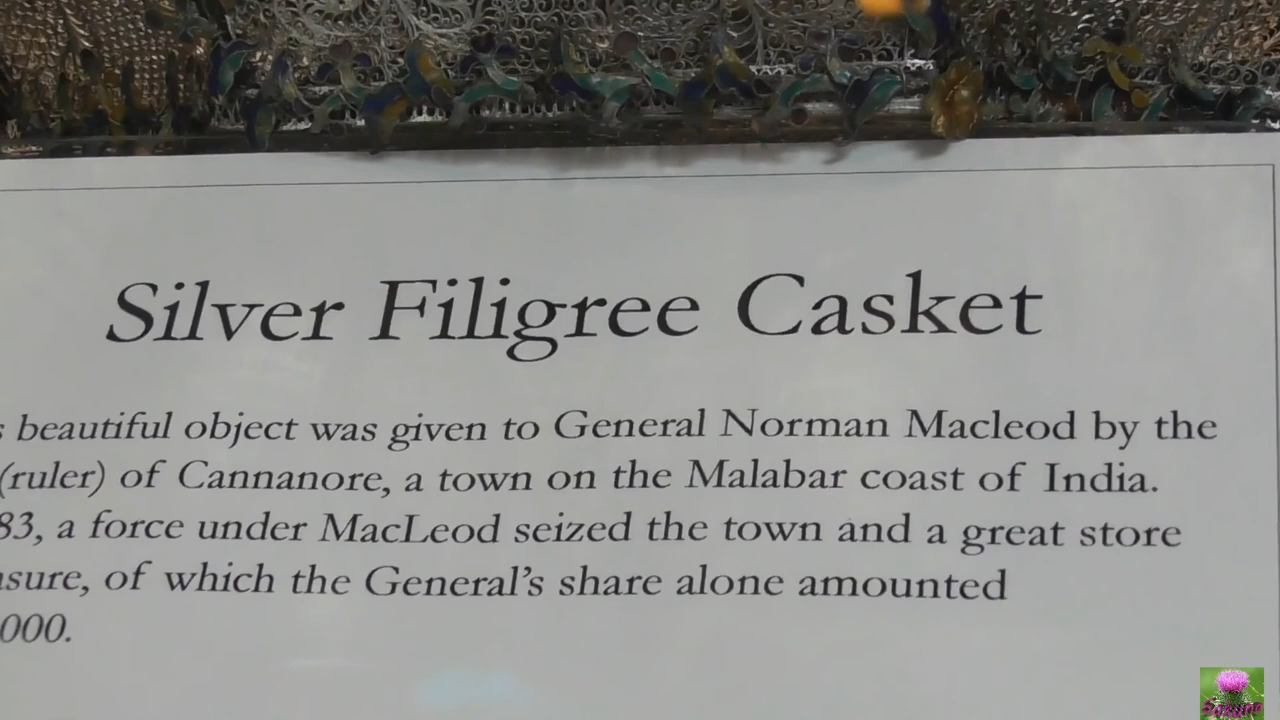 Silver Filigree Casket
beautiful object was given to General Norman Macleod by the
(ruler) of Cannanore, a town on the Malabar coast of India.
83, a force under MacLeod seized the town and a great store
sure, of which the General's share alone amounted
000.